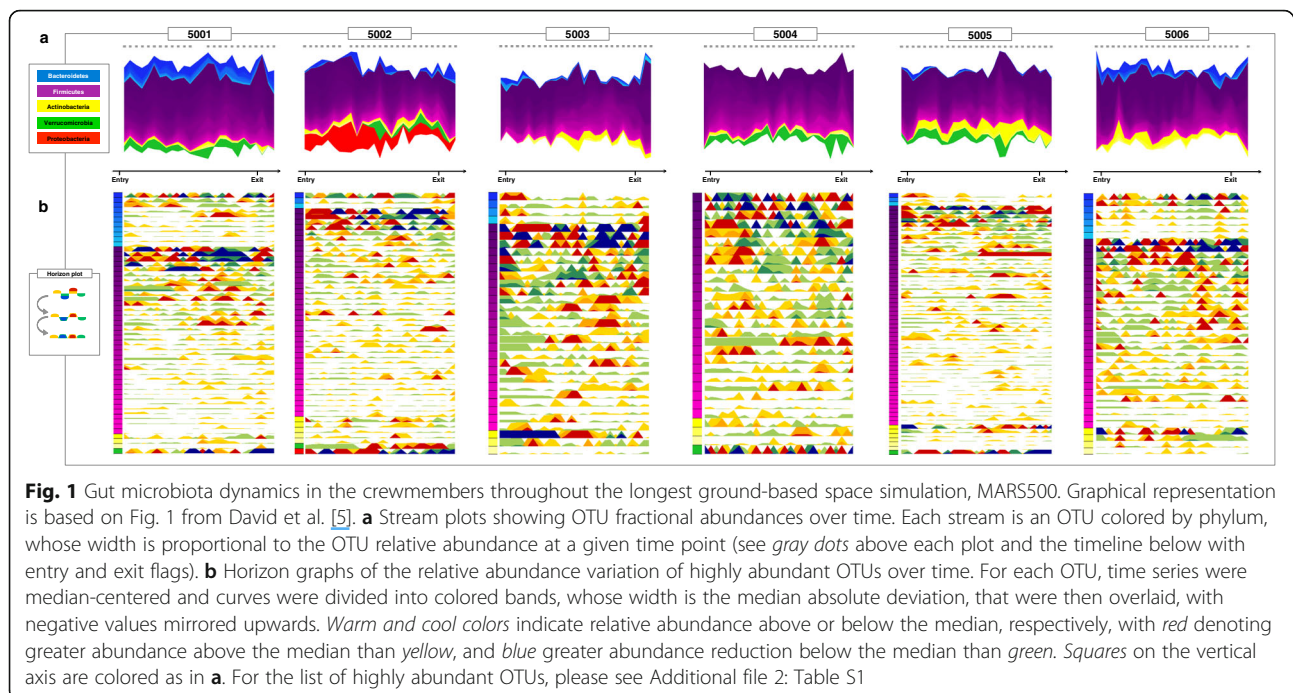 a
5001
5002
5003
5004
5005
5006
Bacteroidetes
Firmicutes
Actinobacteria
Verrucomicrobia
Proteobacteria
Entry Exit
Entry Exit
Entry Exit
Entry Exit
Entry Exit
Entry Exit
b
Horizon plot
Fig. 1 Gut microbiota dynamics in the crewmembers throughout the longest ground-based space simulation, MARS500. Graphical representation
is based on Fig. 1 from David et al. [5]. a Stream plots showing OTU fractional abundances over time. Each stream is an OTU colored by phylum,
whose width is proportional to the OTU relative abundance at a given time point (see gray dots above each plot and the timeline below with
entry and exit flags). b Horizon graphs of the relative abundance variation of highly abundant OTUs over time. For each OTU, time series were
median-centered and curves were divided into colored bands, whose width is the median absolute deviation, that were then overlaid, with
negative values mirrored upwards. Warm and cool colors indicate relative abundance above or below the median, respectively, with red denoting
greater abundance above the median than yellow, and blue greater abundance reduction below the median than green. Squares on the vertical
axis are colored as in a. For the list of highly abundant OTUs, please see Additional file 2: Table S1